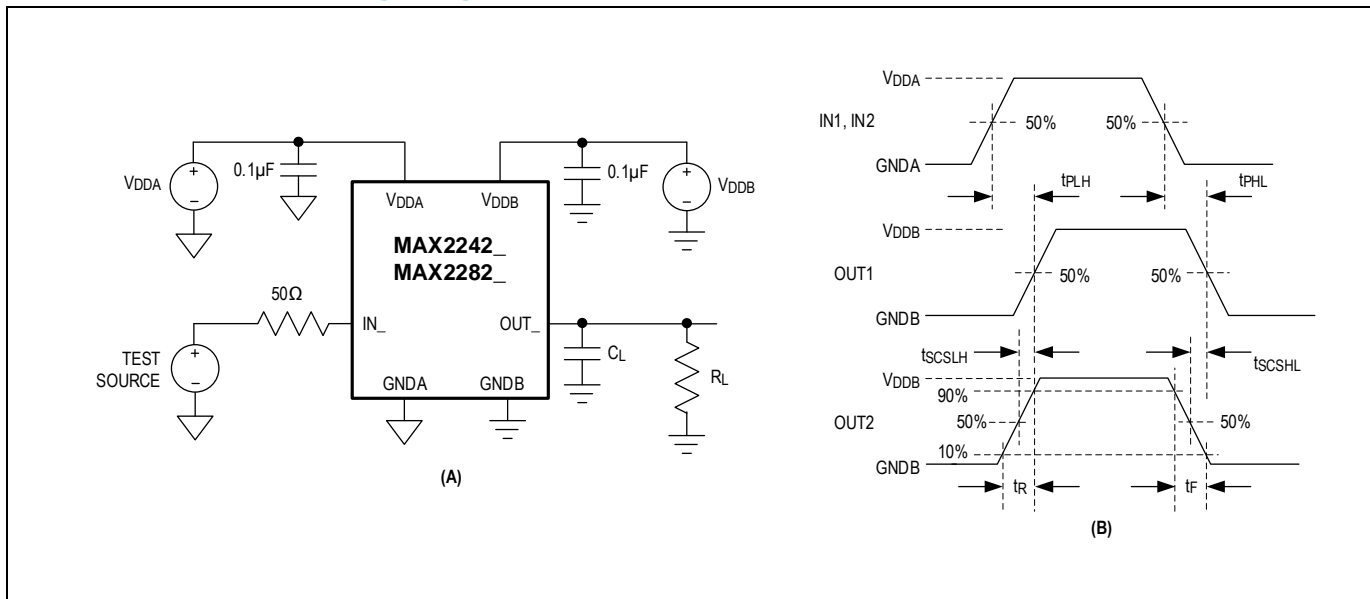 VDDA
0.1µF
VDDA
VDDB
0.1µF
VDDB
MAX2242_
MAX2282_
50Ω
IN_
OUT_
TEST
SOURCE
CL
RL
GNDA
GNDB
(A)
VDDA
IN1, IN2
50%
50%
GNDA
tPLH
tPHL
VDDB
OUT1
50%
50%
GNDB
tSCSLH
tSCSHL
VDDB
90%
OUT2
50%
50%
10%
GNDB
tR
tF
(B)